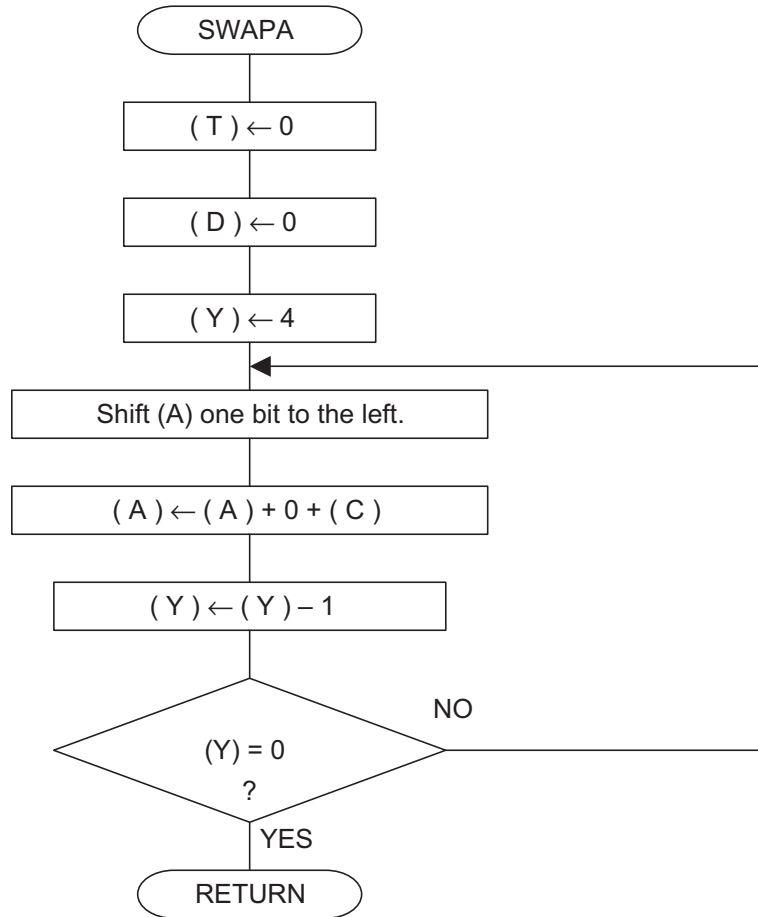 SWAPA
( T ) ← 0
( D ) ← 0
( Y ) ← 4
Shift (A) one bit to the left.
( A ) ← ( A ) + 0 + ( C )
( Y ) ← ( Y ) – 1
NO
(Y) = 0
?
YES
RETURN